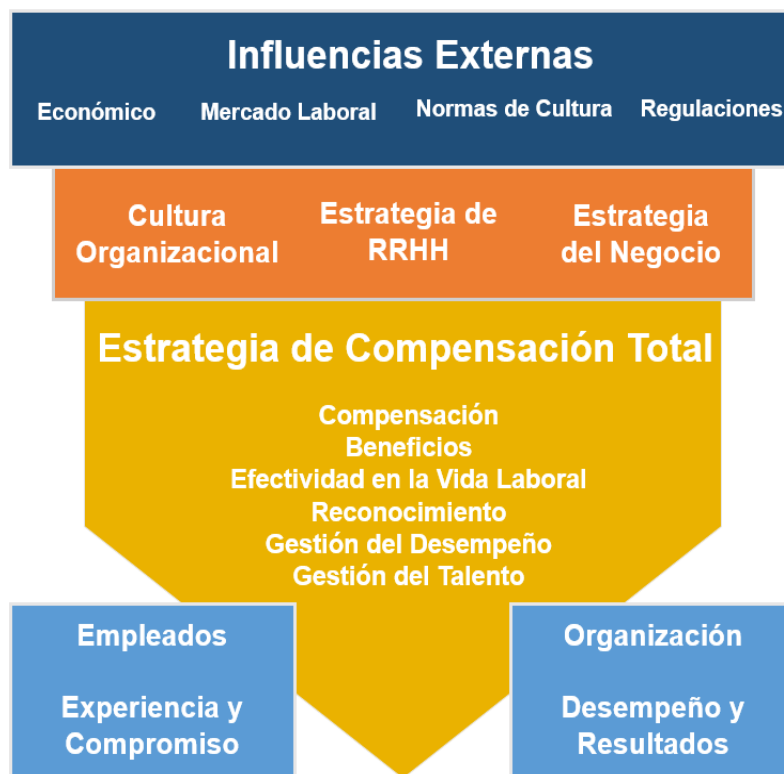 Influencias Externas
Económico Mercado Laboral Normas de Cultura Regulaciones
Cultura
Organizacional
Estrategia de
RRHH
Estrategia
del Negocio
Estrategia de Compensación Total
Compensación
Beneficios
Efectividad en la Vida Laboral
Reconocimiento
Gestión del Desempeño
Gestión del Talento
Empleados
Experiencia y
Compromiso
Organización
Desempeño y
Resultados